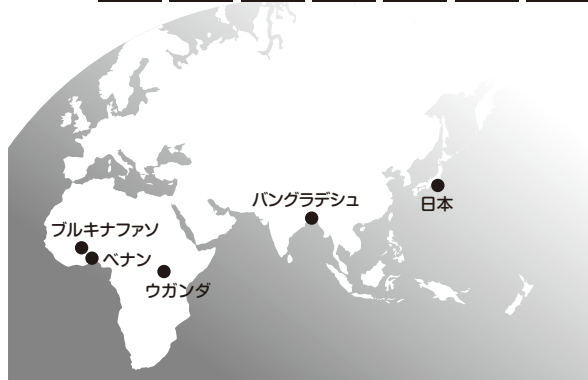 バングラデシュ
日本
ブルキナファソ
ベナン
ウガンダ